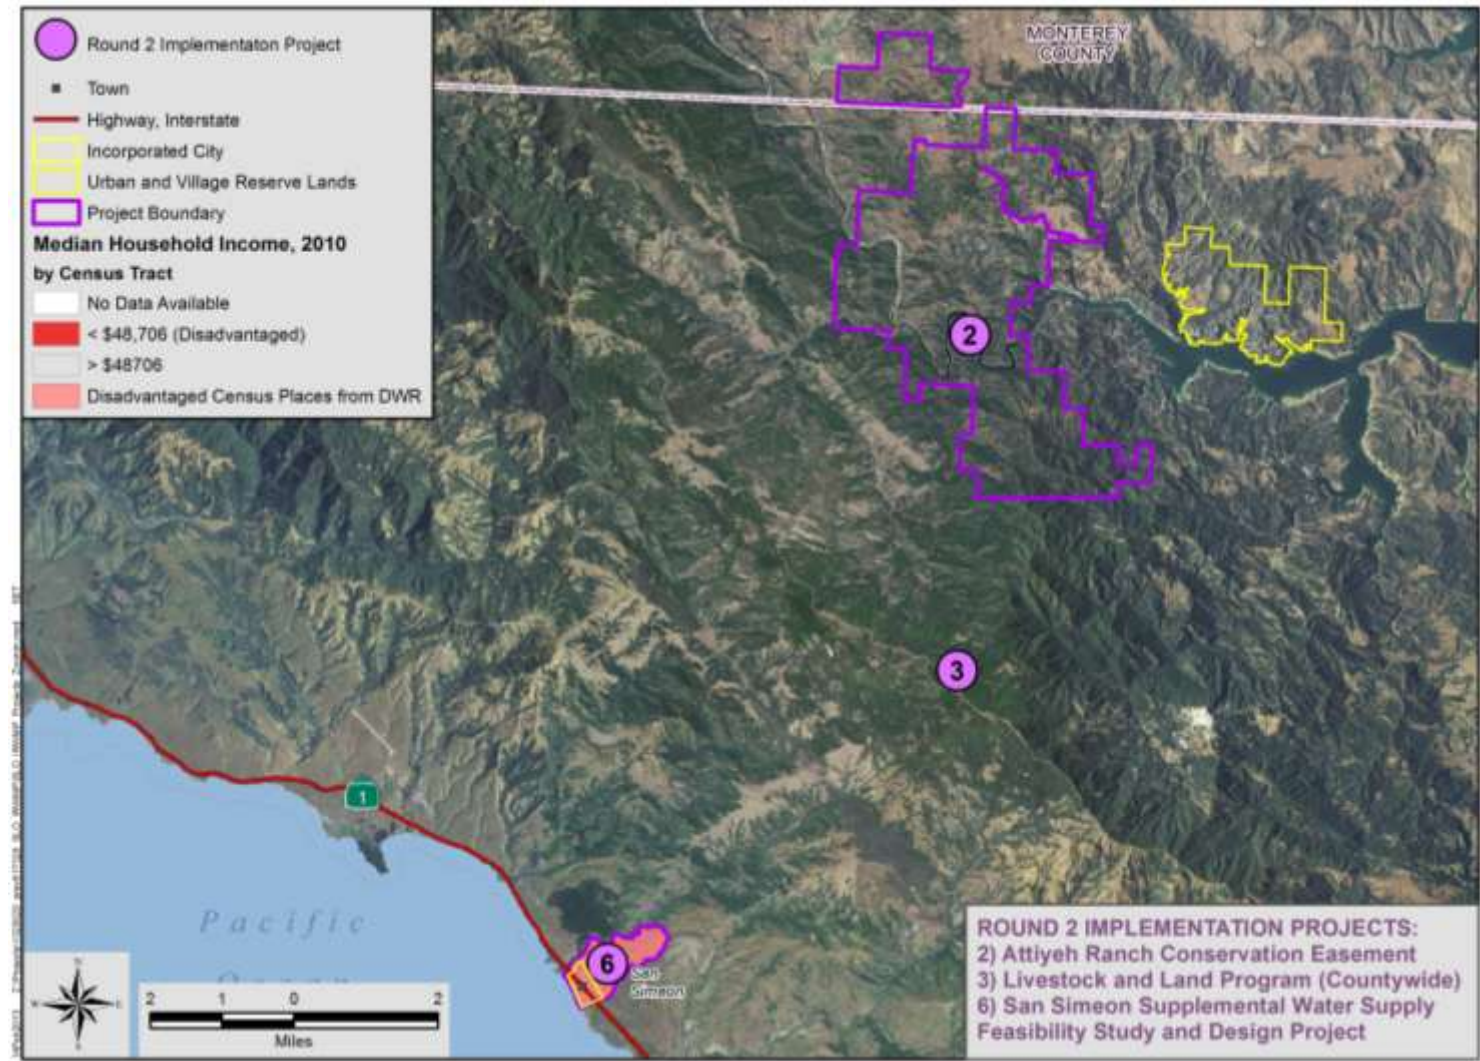 Round 2 Implementaton Project
Town
Highway, Interstate
Incorporated City
Urban and Village Reserve Lands
Project Boundary
Median Household Income, 2010
by Census Tract
No Data Available
< $48,706 (Disadvantaged)
> $48706
Disadvantaged Census Places from DWR
MONTEREY
COUNTY
2
3
1
6
San
Simeon
Pacific
Ocean
N
W
E
S
2 1 0 2
Miles
ROUND 2 IMPLEMENTATION PROJECTS:
2) Attiyeh Ranch Conservation Easement
3) Livestock and Land Program (Countywide)
6) San Simeon Supplemental Water Supply
Feasibility Study and Design Project